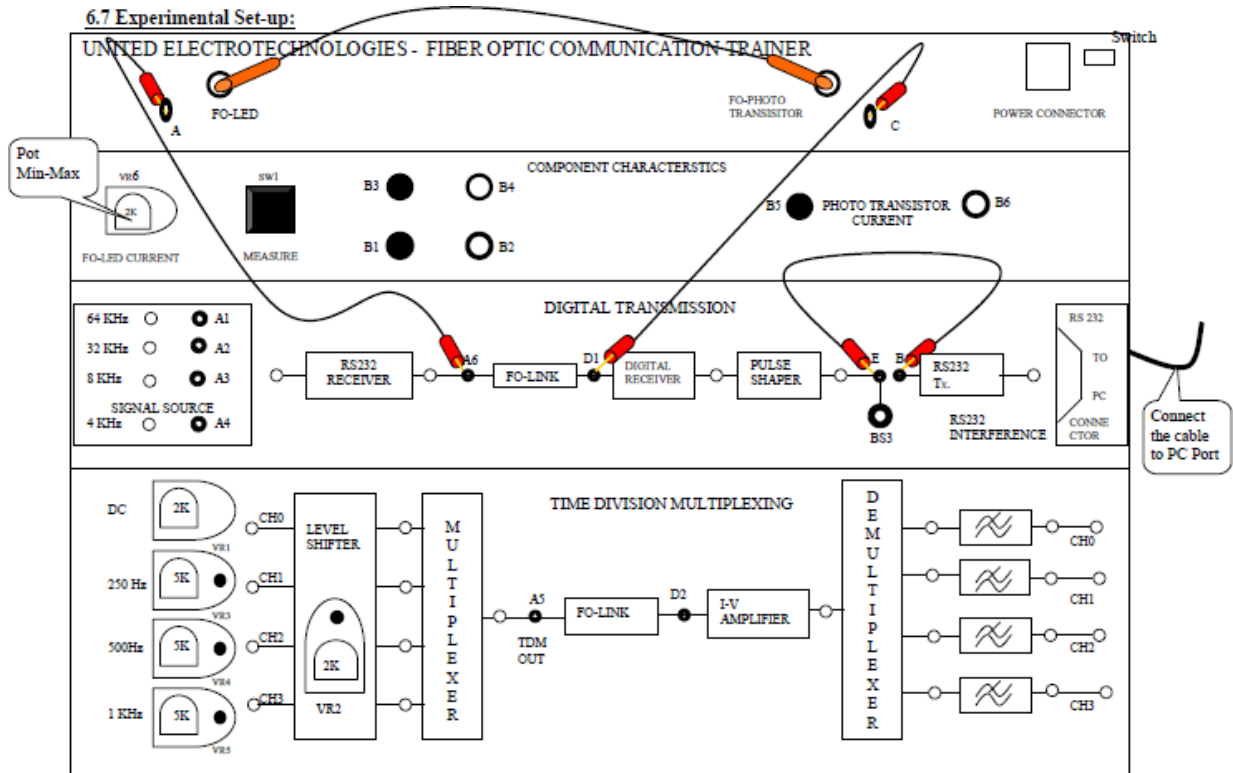 6.7 Experimental Set-up:
UNITED ELECTROTECHNOLOGIES - FIBER OPTIC COMMUNICATION TRAINER
Switch
A
FO-LED
FO-PHOTO
TRANSISITOR
C
POWER CONNECTOR
Pot
Min-Max
COMPONENT CHARACTERSTICS
VR6
2K
FO-LED CURRENT
SW1
MEASURE
B3
B4
B1
B2
B5
PHOTO TRANSISTOR
CURRENT
B6
DIGITAL TRANSMISSION
64 KHz
A1
32 KHz
A2
8 KHz
A3
SIGNAL SOURCE
4 KHz
A4
RS232
RECEIVER
A6
FO-LINK
D1
DIGITAL
RECEIVER
PULSE
SHAPER
E
BS3
RS232
Tx.
RS232
INTERFERENCE
RS 232
TO
PC
CONNE
CTOR
Connect
the cable
to PC Port
TIME DIVISION MULTIPLEXING
DC
2K
VR1
250 Hz
5K
VR3
500Hz
5K
VR4
1 KHz
5K
VR5
CH0
CH1
CH2
CH3
LEVEL
SHIFTER
2K
VR2
MULTIPLEXER
A5
TDM
OUT
FO-LINK
D2
I-V
AMPLIFIER
DEMULTIPLEXER
CH0
CH1
CH2
CH3